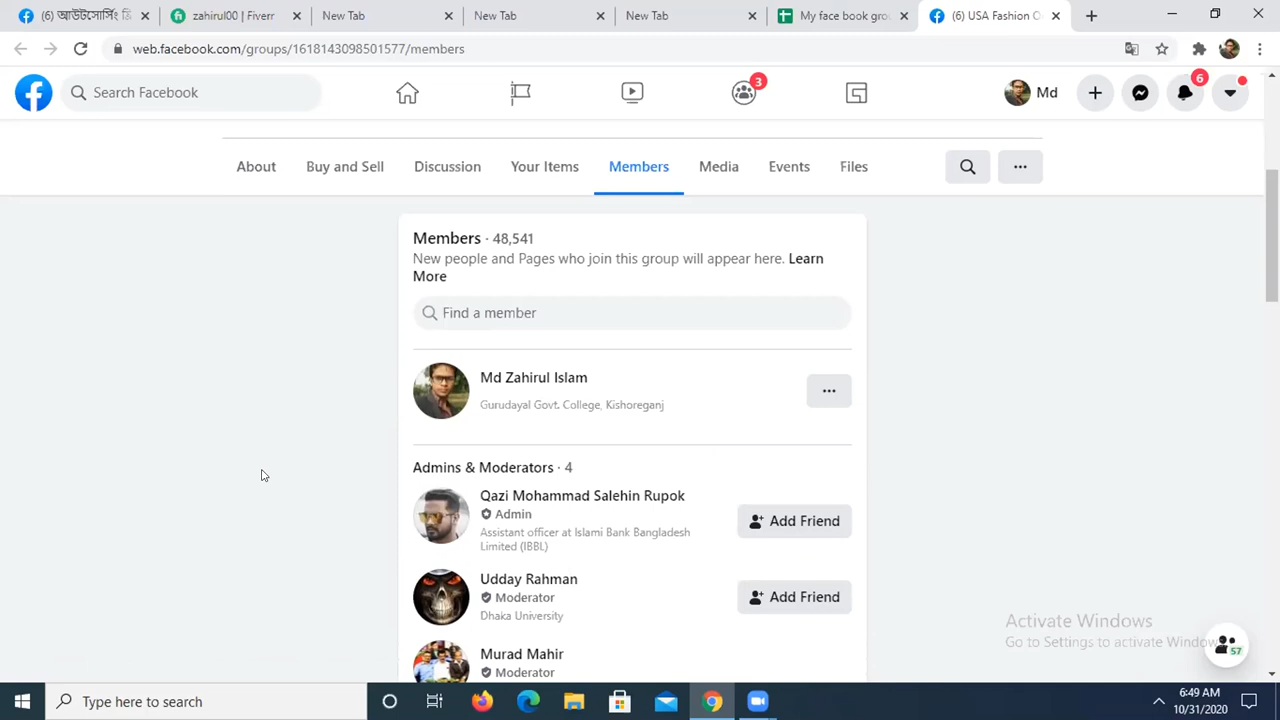 (6) আউটসোর্সিং
zahirul00 | Fiverr
New Tab
New Tab
New Tab
My face book gro
(6) USA Fashion O
web.facebook.com/groups/1618143098501577/members
Search Facebook
3
Md
6
About
Buy and Sell
Discussion
Your Items
Members
Media
Events
Files
Members · 48,541
New people and Pages who join this group will appear here. Learn
More
Find a member
Md Zahirul Islam
Gurudayal Govt. College, Kishoreganj
Admins & Moderators · 4
Qazi Mohammad Salehin Rupok
Admin
Assistant officer at Islami Bank Bangladesh
Limited (IBBL)
Add Friend
Udday Rahman
Moderator
Dhaka University
Add Friend
Murad Mahir
Moderator
Activate Windows
Go to Settings to activate Window
57
Type here to search
6:49 AM
10/31/2020